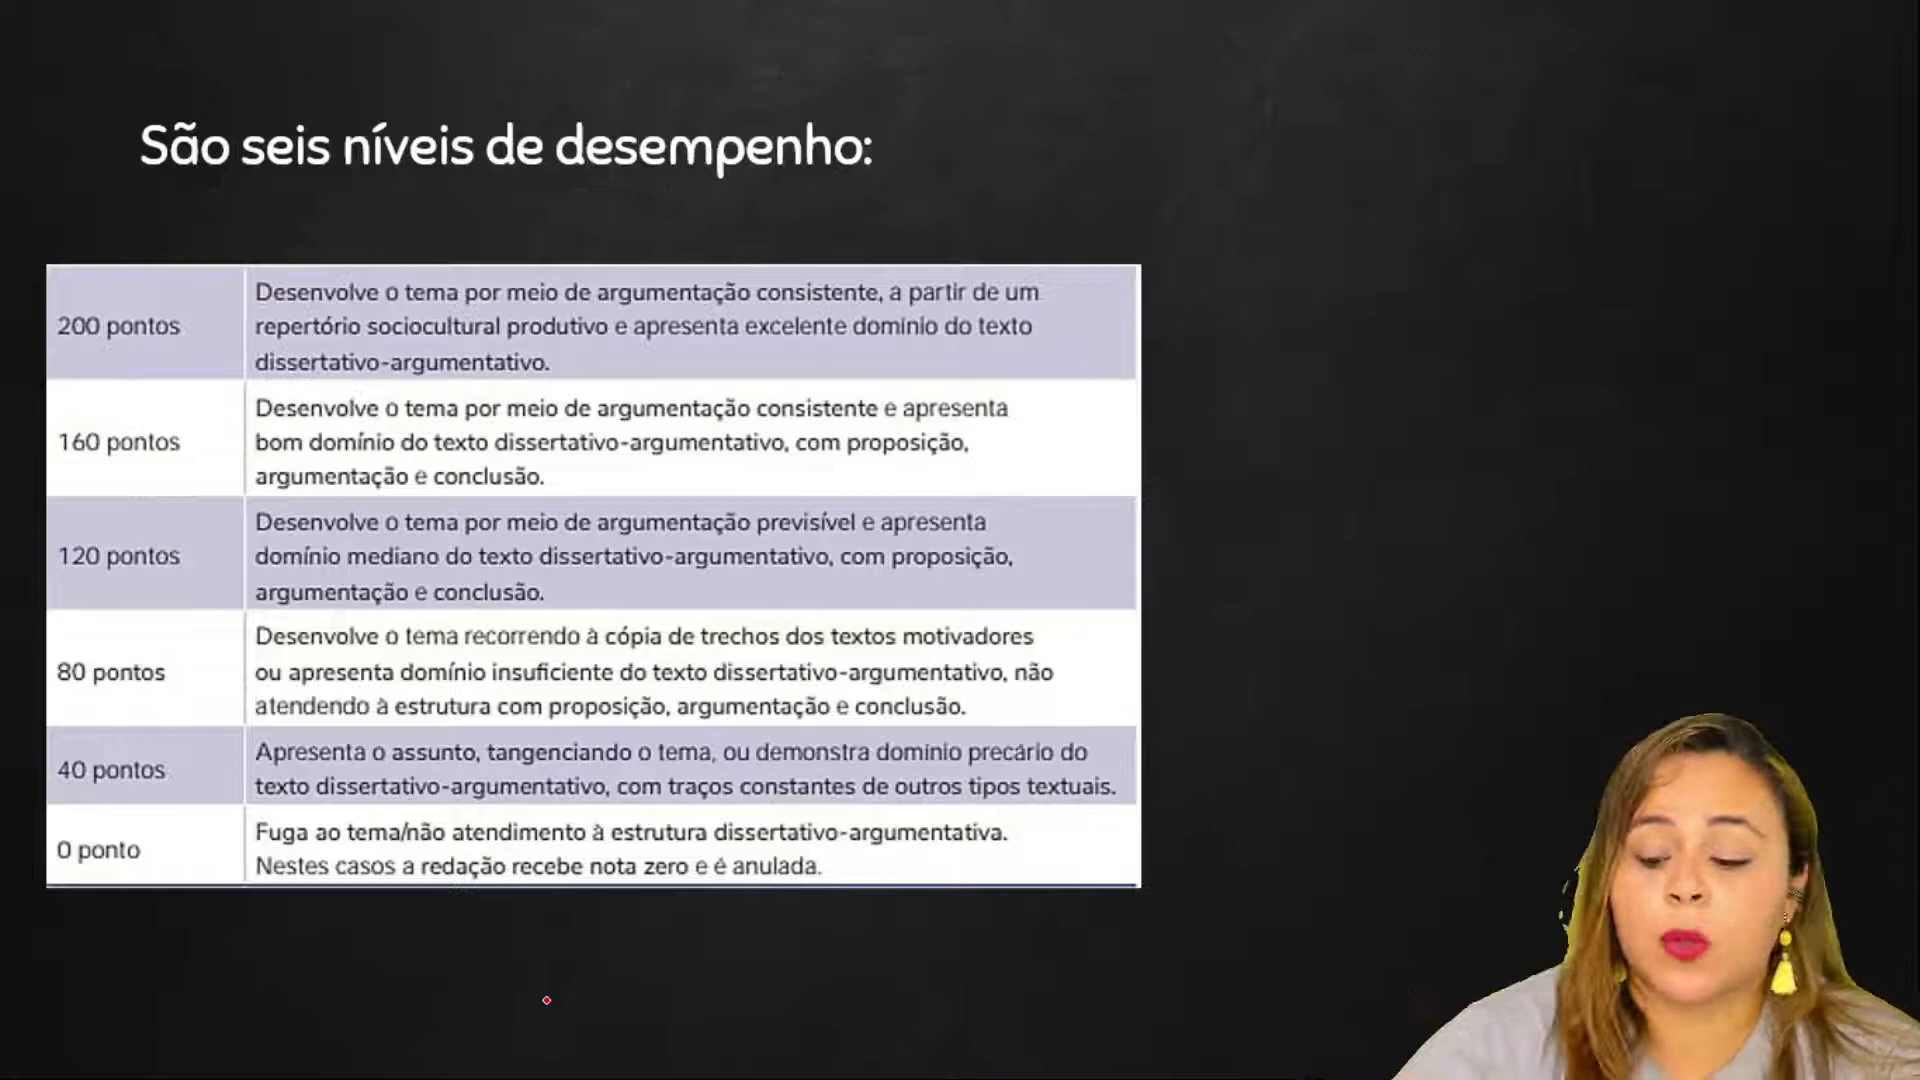 São seis níveis de desempenho:
200 pontos
Desenvolve o tema por meio de argumentação consistente, a partir de um
repertório sociocultural produtivo e apresenta excelente domínio do texto
dissertativo-argumentativo.
160 pontos
Desenvolve o tema por meio de argumentação consistente e apresenta
bom domínio do texto dissertativo-argumentativo, com proposição,
argumentação e conclusão.
120 pontos
Desenvolve o tema por meio de argumentação previsível e apresenta
domínio mediano do texto dissertativo-argumentativo, com proposição,
argumentação e conclusão.
80 pontos
Desenvolve o tema recorrendo à cópia de trechos dos textos motivadores
ou apresenta domínio insuficiente do texto dissertativo-argumentativo, não
atendendo à estrutura com proposição, argumentação e conclusão.
40 pontos
Apresenta o assunto, tangenciando o tema, ou demonstra domínio precário do
texto dissertativo-argumentativo, com traços constantes de outros tipos textuais.
0 ponto
Fuga ao tema/não atendimento à estrutura dissertativo-argumentativa.
Nestes casos a redação recebe nota zero e é anulada.